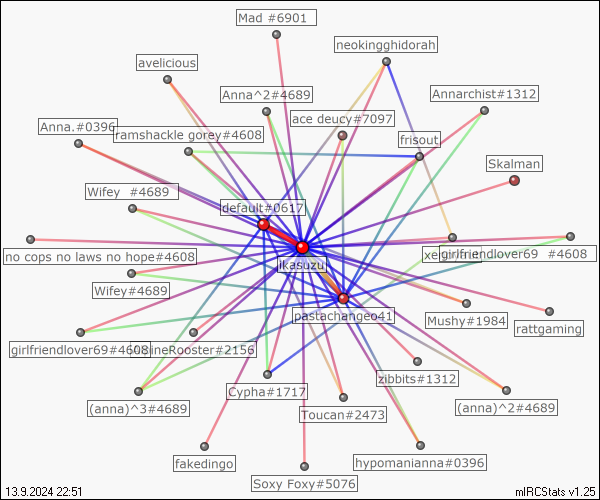 Mad #6901
neokingghidorah
avelicious
Anna^2#4689
Annarchist#1312
ace deucy#7097
Anna.#0396
ramshackle gorey#4608
frisout
Skalman
Wifey #4689
default#0617
no cops no laws no hope#4608
girlfriendlover69 #4608
ikasuzu
Wifey#4689
pastachangeo41
Mushy#1984
rattgaming
girlfriendlover69#4608
Rooster#2156
zibbits#1312
(anna)^3#4689
Cypha#1717
Toucan#2473
(anna)^2#4689
fakedingo
hypomanianna#0396
Soxy Foxy#5076
13.9.2024 22:51
mIRCStats v1.25